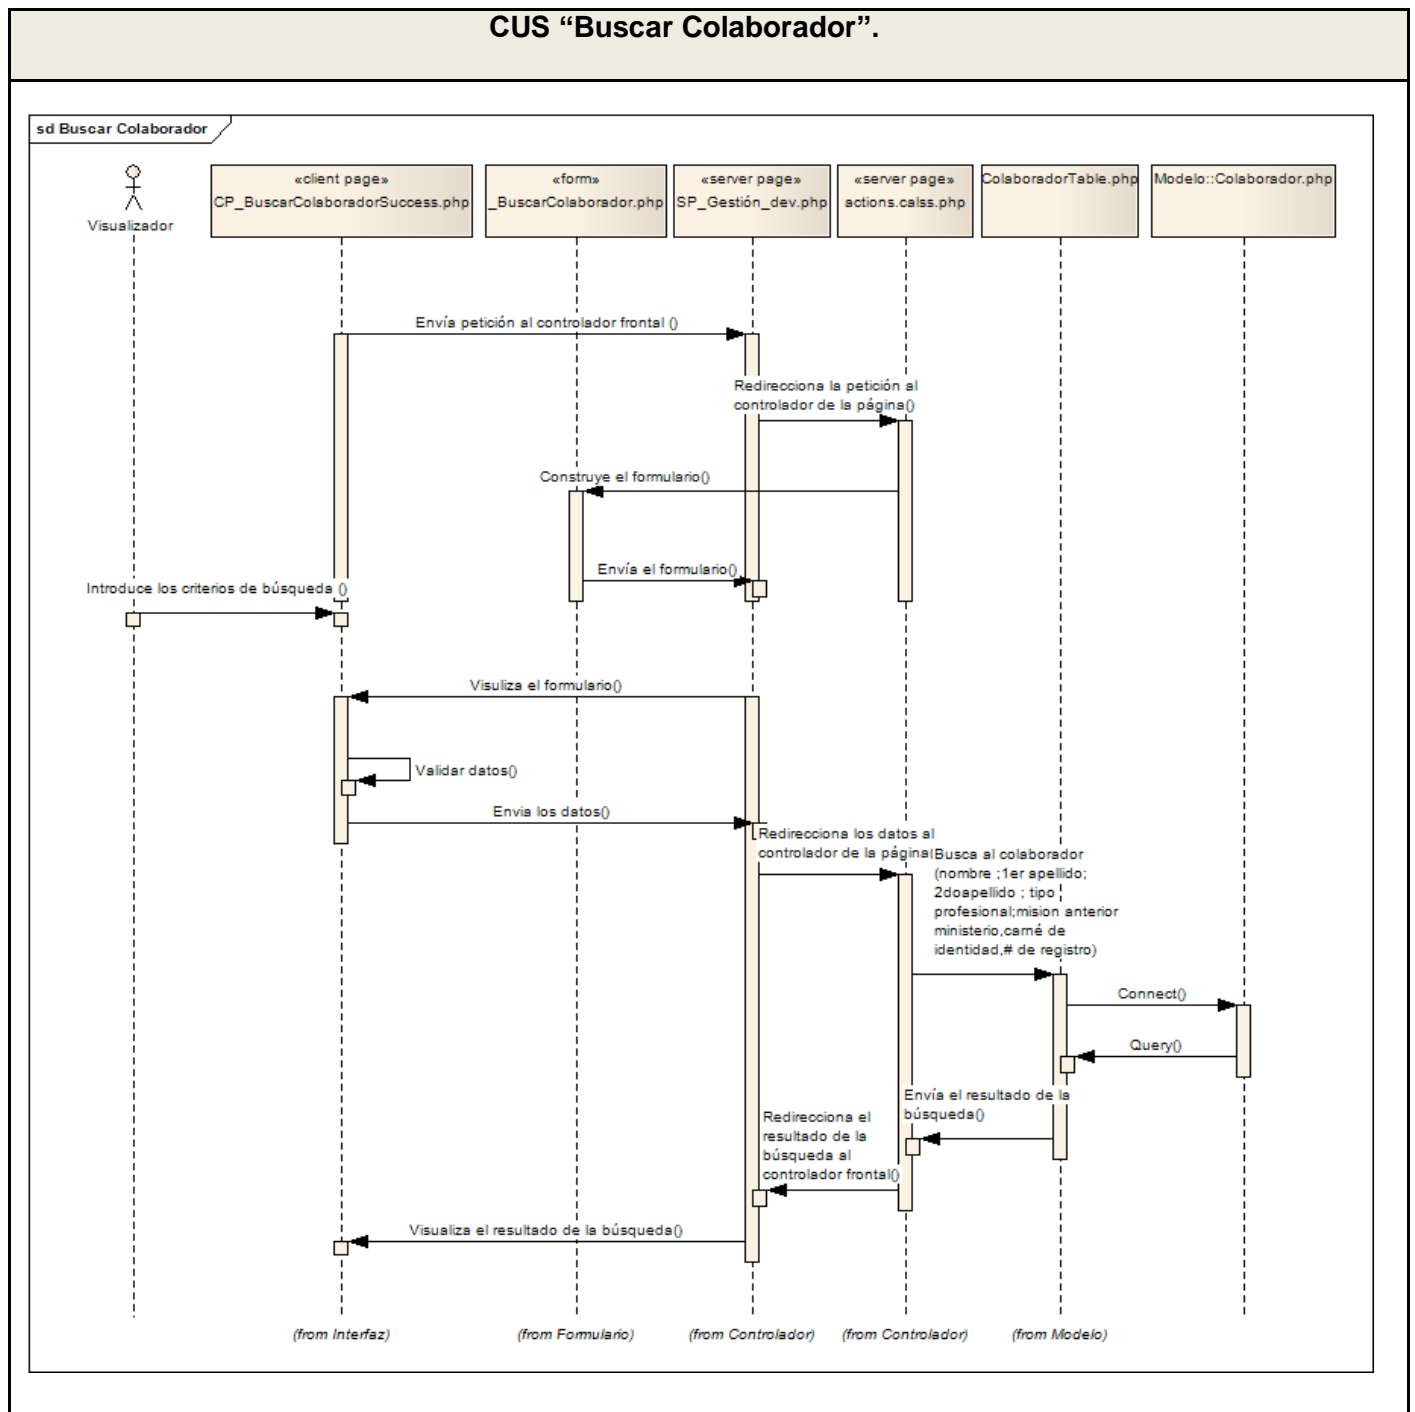 CUS “Buscar Colaborador”.
sd Buscar Colaborador
Visualizador
«client page»
CP_BuscarColaboradorSuccess.php
«form»
_BuscarColaborador.php
«server page»
SP_Gestión_dev.php
«server page»
actions.calss.php
ColaboradorTable.php
Modelo::Colaborador.php
Envía petición al controlador frontal ()
Redirecciona la petición al
controlador de la página()
Construye el formulario()
Envía el formulario()
Introduce los criterios de búsqueda ()
Visuliza el formulario()
Validar datos()
Envia los datos()
Redirecciona los datos al
controlador de la página(
Busca al colaborador
(nombre ;1er apellido;
2doapellido ; tipo
profesional;mision anterior
ministerio,carné de
identidad,# de registro)
Connect()
Query()
Envía el resultado de la
búsqueda()
Redirecciona el
resultado de la
búsqueda al
controlador frontal()
Visualiza el resultado de la búsqueda()
(from Interfaz)
(from Formulario)
(from Controlador)
(from Controlador)
(from Modelo)